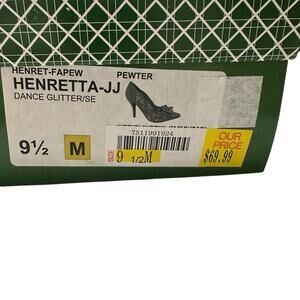 HENRET-FAPEW PEWTER
HENRETTA-JJ
DANCE GLITTER/SE
7511991924
9½ M
SIZE 9 1/2M
OUR
PRICE
$69.99